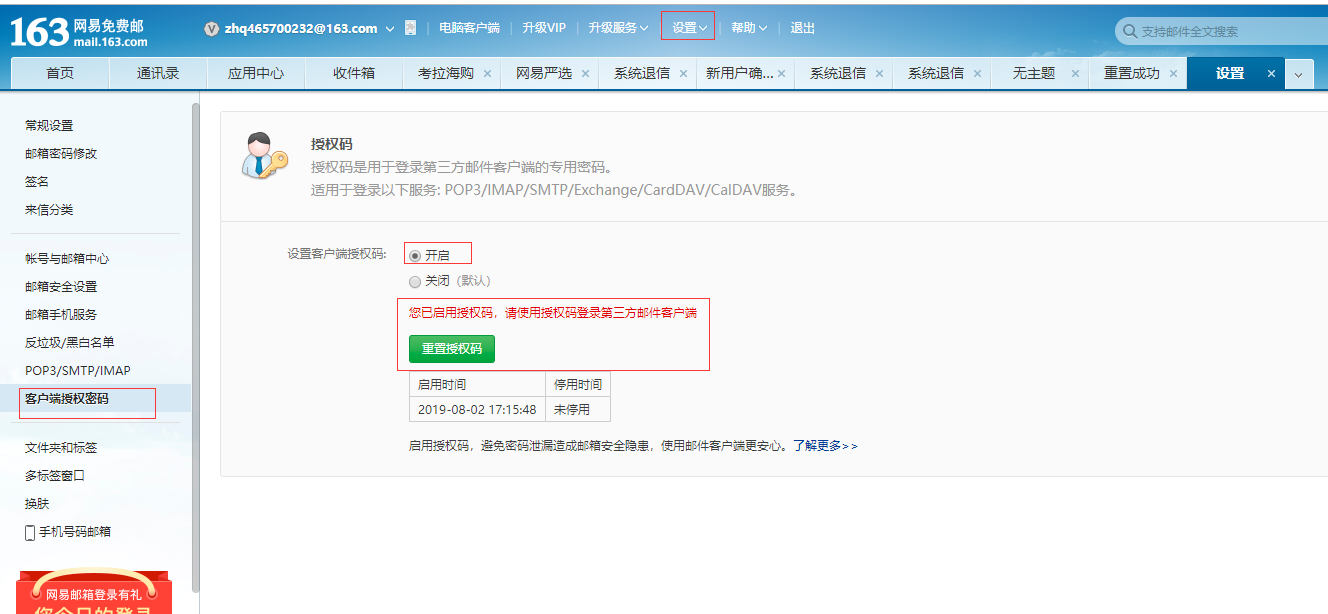 163 网易免费邮
mail.163.com
zhq465700232@163.com
电脑客户端
升级VIP
升级服务
设置
帮助
退出
支持邮件全文搜索
首页
通讯录
应用中心
收件箱
考拉海购 ×
网易严选 ×
系统退信 ×
新用户确... ×
系统退信 ×
系统退信 ×
无主题 ×
重置成功 ×
设置 ×
常规设置
邮箱密码修改
签名
来信分类
帐号与邮箱中心
邮箱安全设置
邮箱手机服务
反垃圾/黑白名单
POP3/SMTP/IMAP
客户端授权密码
文件夹和标签
多标签窗口
换肤
手机号码邮箱
网易邮箱登录有礼
您今日的登录
授权码
授权码是用于登录第三方邮件客户端的专用密码。
适用于登录以下服务: POP3/IMAP/SMTP/Exchange/CardDAV/CalDAV服务。
设置客户端授权码:
开启
关闭 (默认)
您已启用授权码，请使用授权码登录第三方邮件客户端
重置授权码
启用时间 停用时间
2019-08-02 17:15:48 未停用
启用授权码，避免密码泄漏造成邮箱安全隐患，使用邮件客户端更安心。了解更多>>